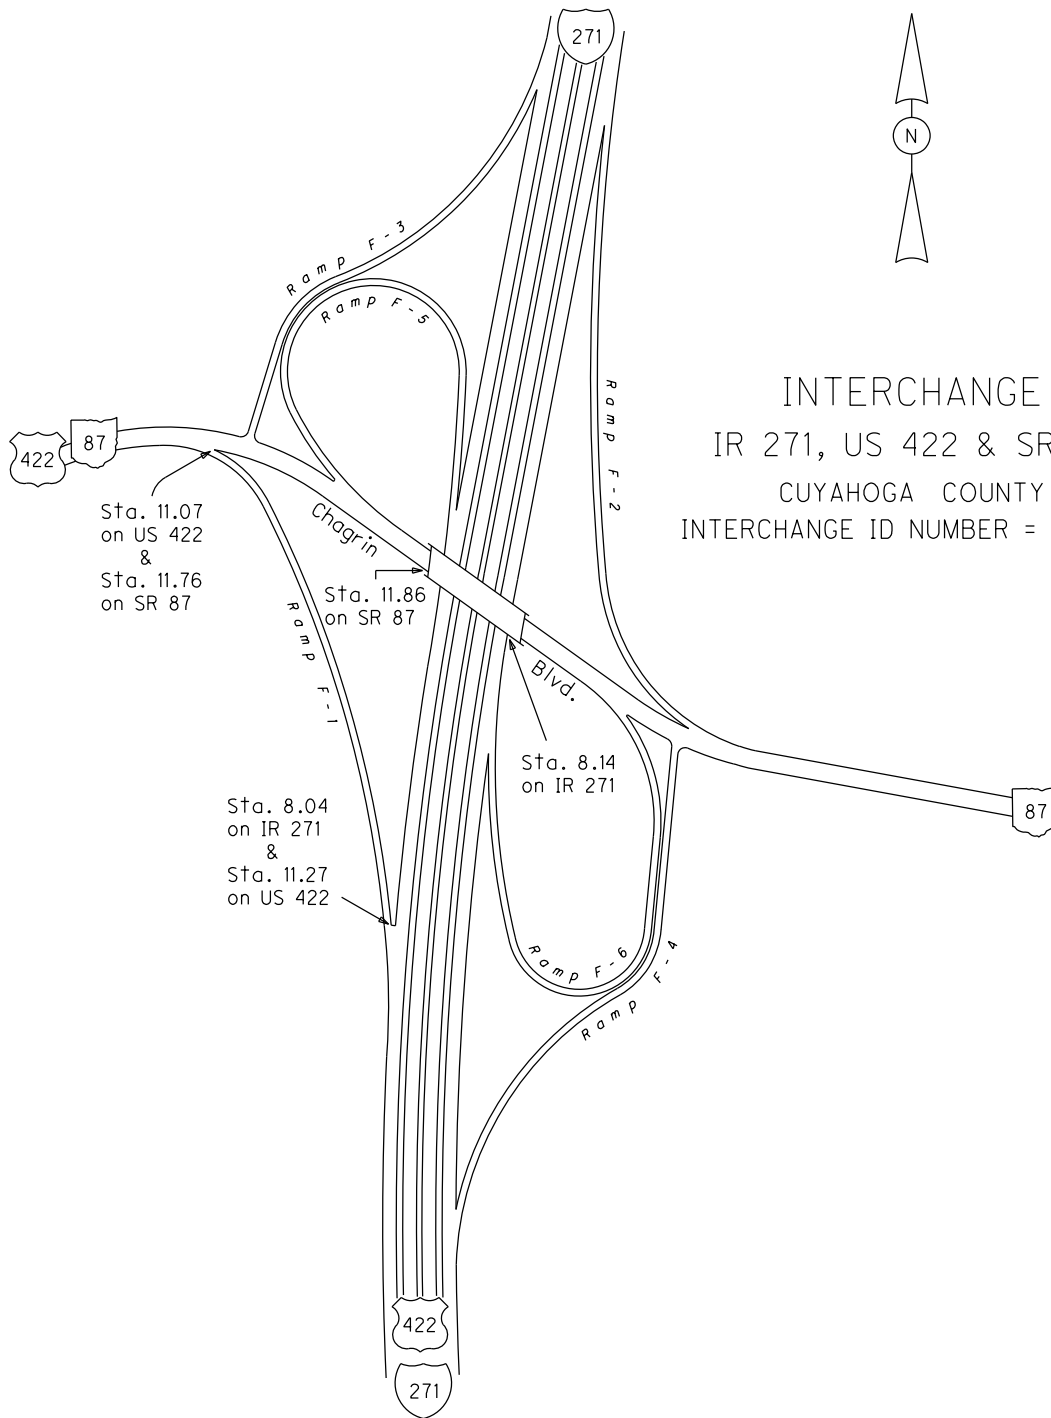 271
N
Ramp F-3
Ramp F-5
INTERCHANGE
IR 271, US 422 & SR
CUYAHOGA COUNTY
INTERCHANGE ID NUMBER =
Ramp F-2
87
422
Sta. 11.07
on US 422
&
Sta. 11.76
on SR 87
Chagrin
Sta. 11.86
on SR 87
Ramp F-1
Blvd.
Sta. 8.14
on IR 271
87
Sta. 8.04
on IR 271
&
Sta. 11.27
on US 422
Ramp F-6
Ramp F-4
422
271